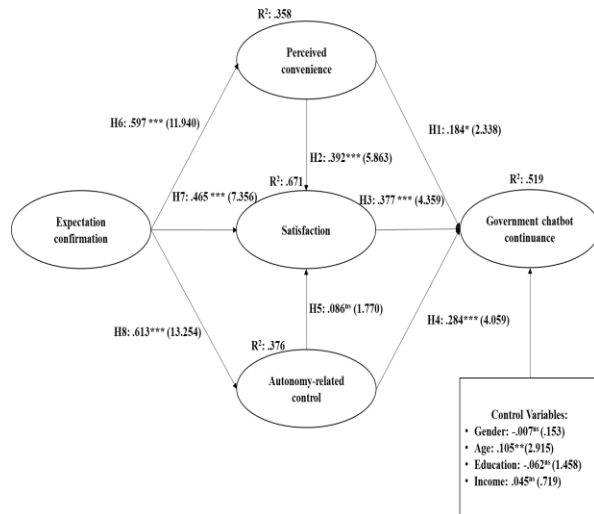 R²: .358
Perceived
convenience
H6: .597 *** (11.940)
H1: .184* (2.338)
H2: .392*** (5.863)
R²: .519
R²: .671
H7: .465 *** (7.356)
H3: .377 *** (4.359)
Expectation
confirmation
Satisfaction
Government chatbot
continuance
H5: .086ⁿˢ (1.770)
H4: .284*** (4.059)
H8: .613*** (13.254)
R²: .376
Autonomy-related
control
Control Variables:
• Gender: -.007ⁿˢ (.153)
• Age: .105**(2.915)
• Education: -.062ⁿˢ (1.458)
• Income: .045ⁿˢ (.719)